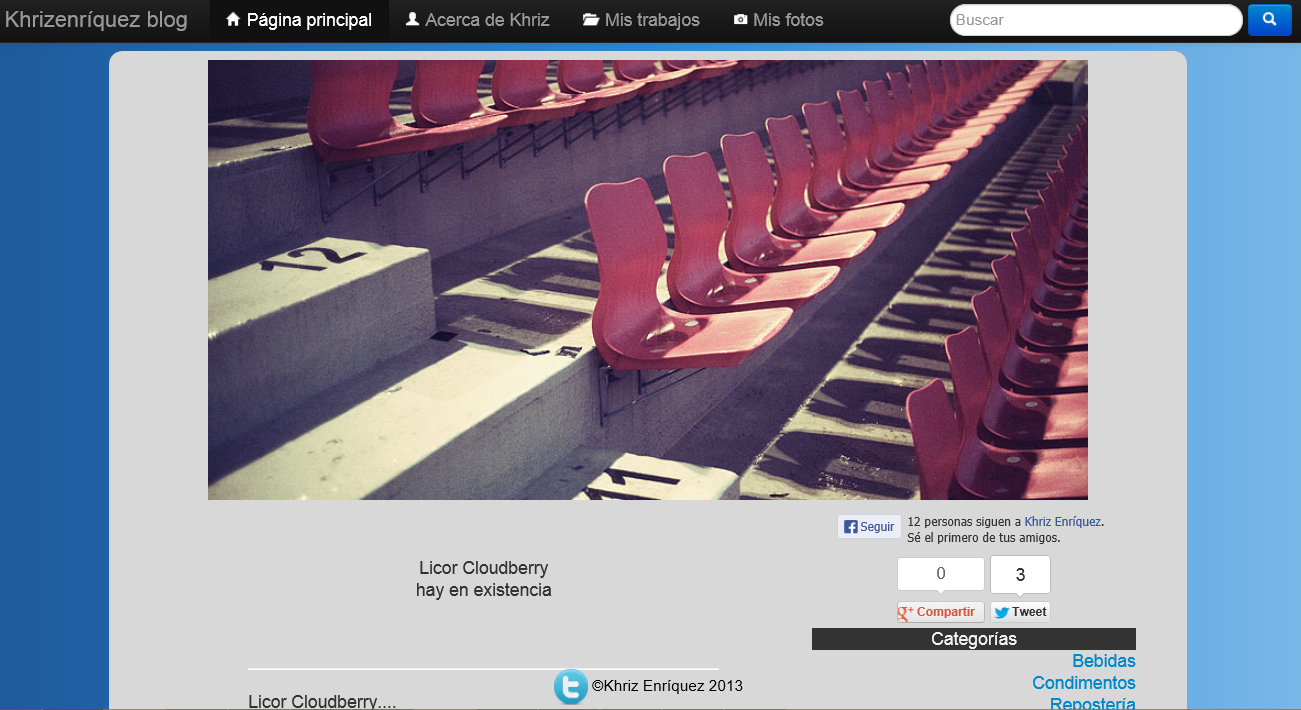 Khrizenríquez blog Página principal Acerca de Khriz Mis trabajos Mis fotos Buscar
12
11
Seguir 12 personas siguen a Khriz Enríquez.
Sé el primero de tus amigos.
Licor Cloudberry
hay en existencia
0 3
g+ Compartir Tweet
Categorías
Bebidas
Condimentos
Repostería
©Khriz Enríquez 2013
Licor Cloudberry....